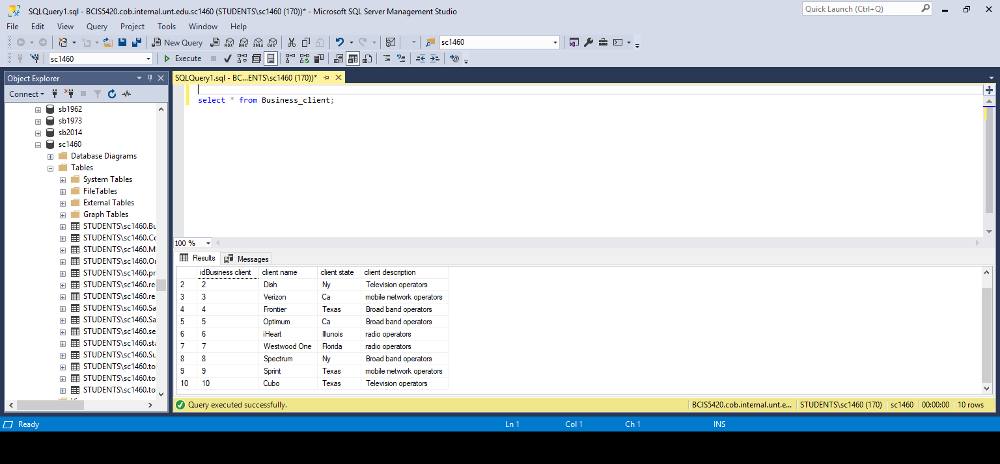 SQLQuery1.sql - BCIS5420.cob.internal.unt.edu.sc1460 (STUDENTS\sc1460 (170))* - Microsoft SQL Server Management Studio
Quick Launch (Ctrl+Q)
File Edit View Query Project Tools Window Help
New Query MDX DMX XMLA DAX sc1460
sc1460 Execute
Object Explorer
SQLQuery1.sql - BC...ENTS\sc1460 (170))*
Connect
select * from Business_client;
sb1962
sb1973
sb2014
sc1460
Database Diagrams
Tables
System Tables
FileTables
External Tables
Graph Tables
STUDENTS\sc1460.Bu
STUDENTS\sc1460.Co
STUDENTS\sc1460.M
STUDENTS\sc1460.Or
STUDENTS\sc1460.pr
STUDENTS\sc1460.re
STUDENTS\sc1460.re
STUDENTS\sc1460.Sa
STUDENTS\sc1460.Sa
STUDENTS\sc1460.se
STUDENTS\sc1460.sta
STUDENTS\sc1460.Su
STUDENTS\sc1460.to
STUDENTS\sc1460.to
STUDENTS\sc1460.to
100 %
Results Messages
idBusiness client client name client state client description
2 2 Dish Ny Television operators
3 3 Verizon Ca mobile network operators
4 4 Frontier Texas Broad band operators
5 5 Optimum Ca Broad band operators
6 6 iHeart Illunois radio operators
7 7 Westwood One Florida radio operators
8 8 Spectrum Ny Broad band operators
9 9 Sprint Texas mobile network operators
10 10 Cubo Texas Television operators
Query executed successfully. BCIS5420.cob.internal.unt.e... STUDENTS\sc1460 (170) sc1460 00:00:00 10 rows
Ready Ln 1 Col 1 Ch 1 INS